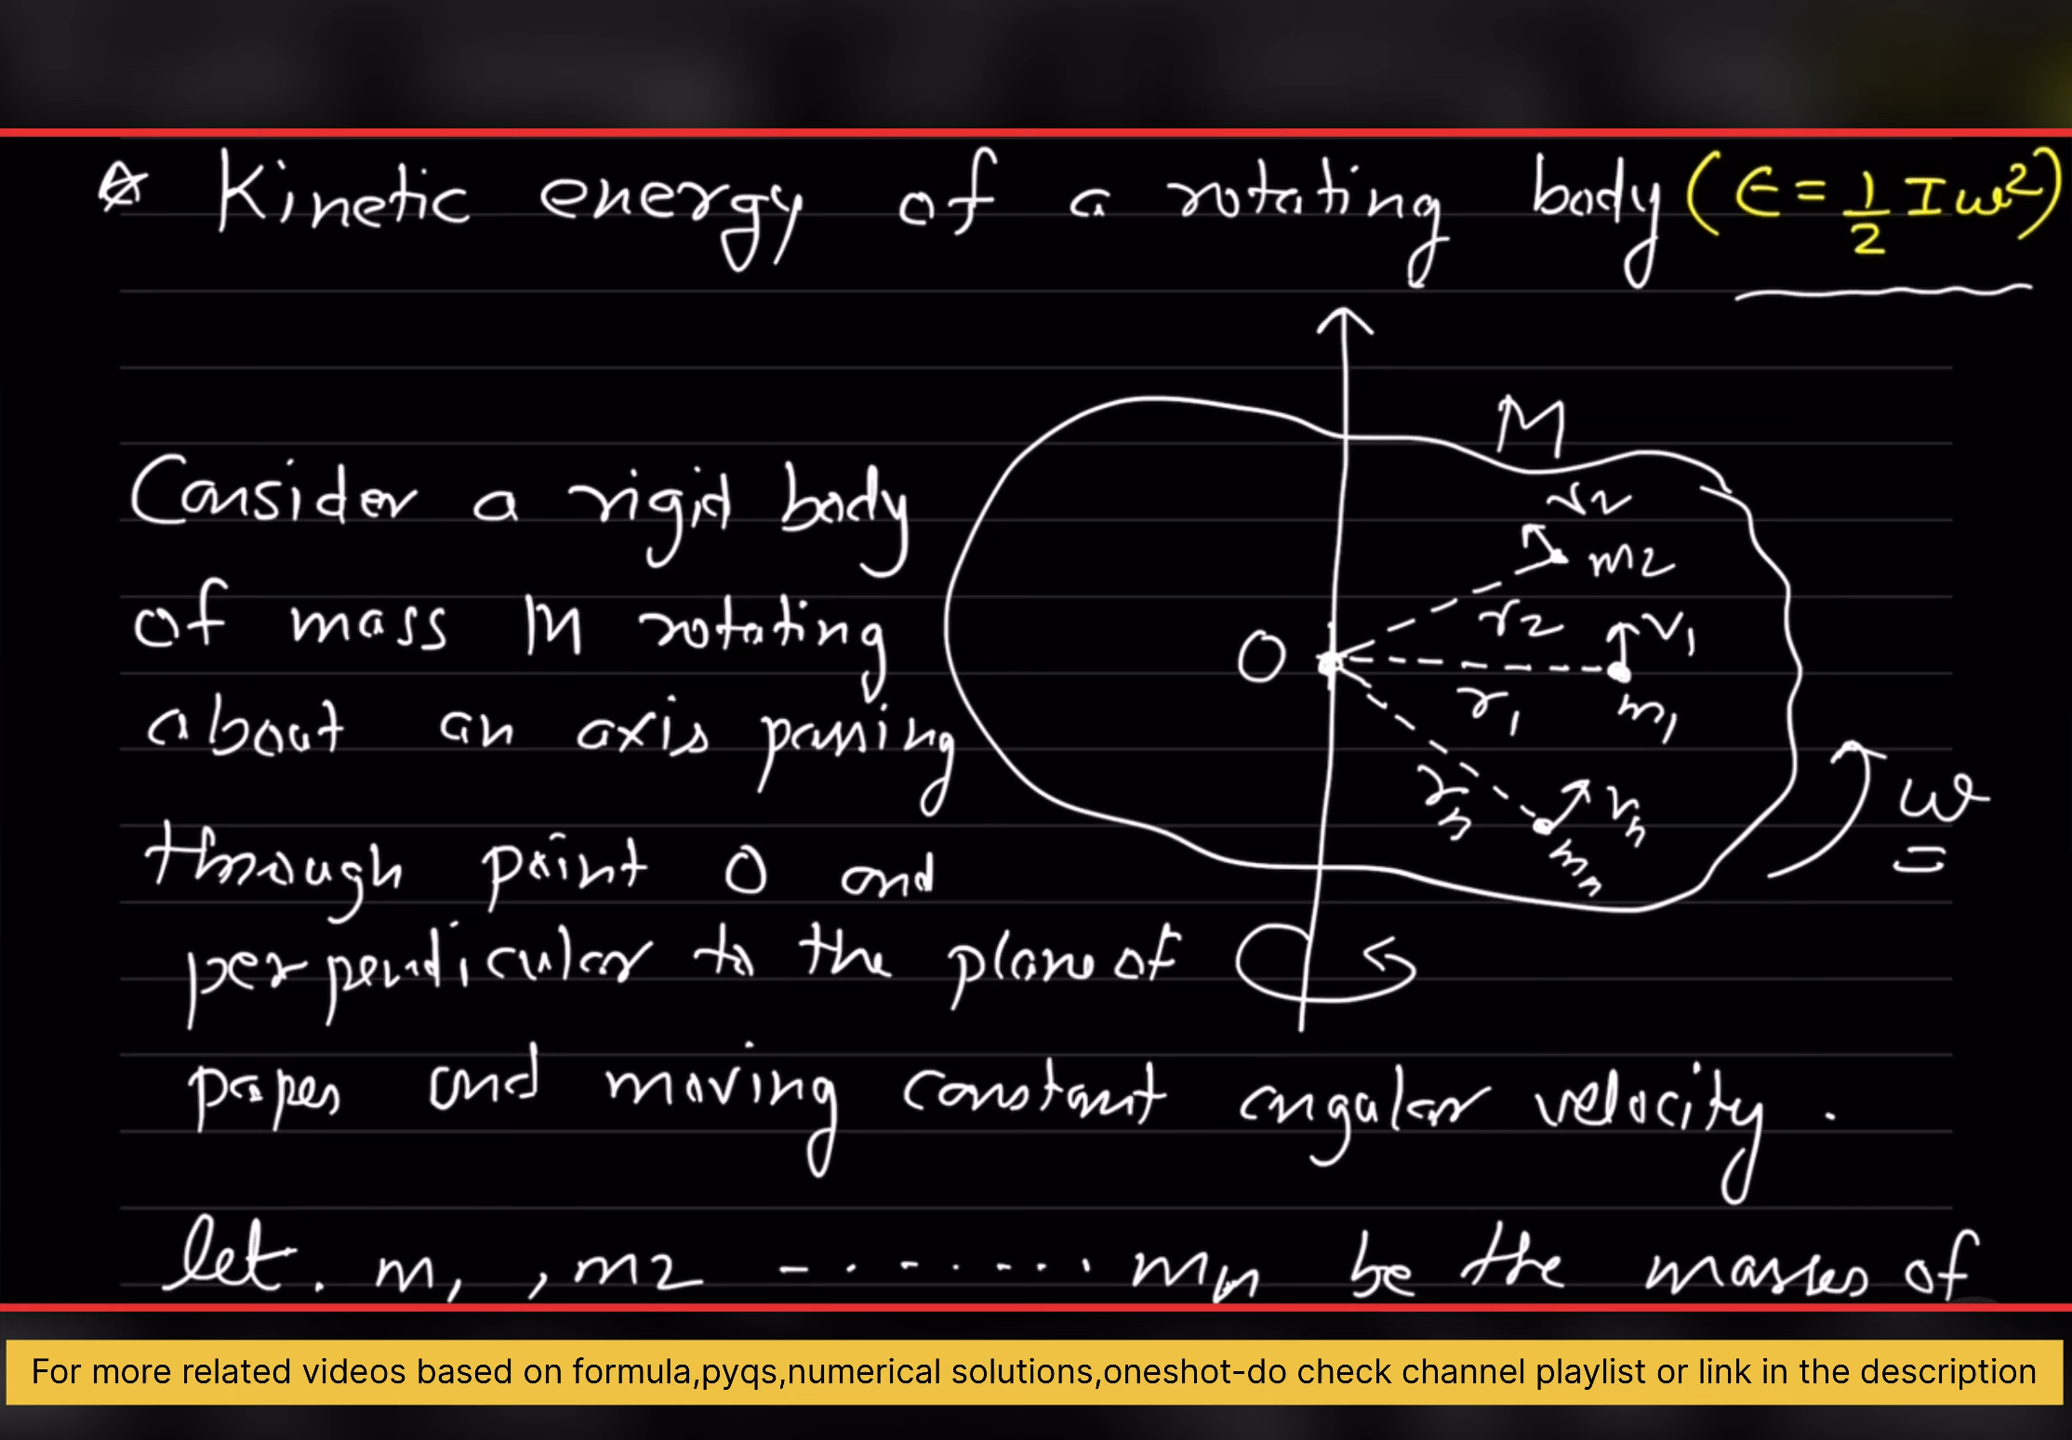 ☆ Kinetic energy of a rotating body (E = 1/2 Iω²)
M
Consider a rigid body
v2
m2
of mass M rotating
r2
v1
O
r1
m1
about an axis passing
rn
vn
mn
ω
through point O and
perpendicular to the plane of
paper and moving constant angular velocity .
let. m1 , m2 - . - . - . . . mn be the masses of
For more related videos based on formula,pyqs,numerical solutions,oneshot-do check channel playlist or link in the description